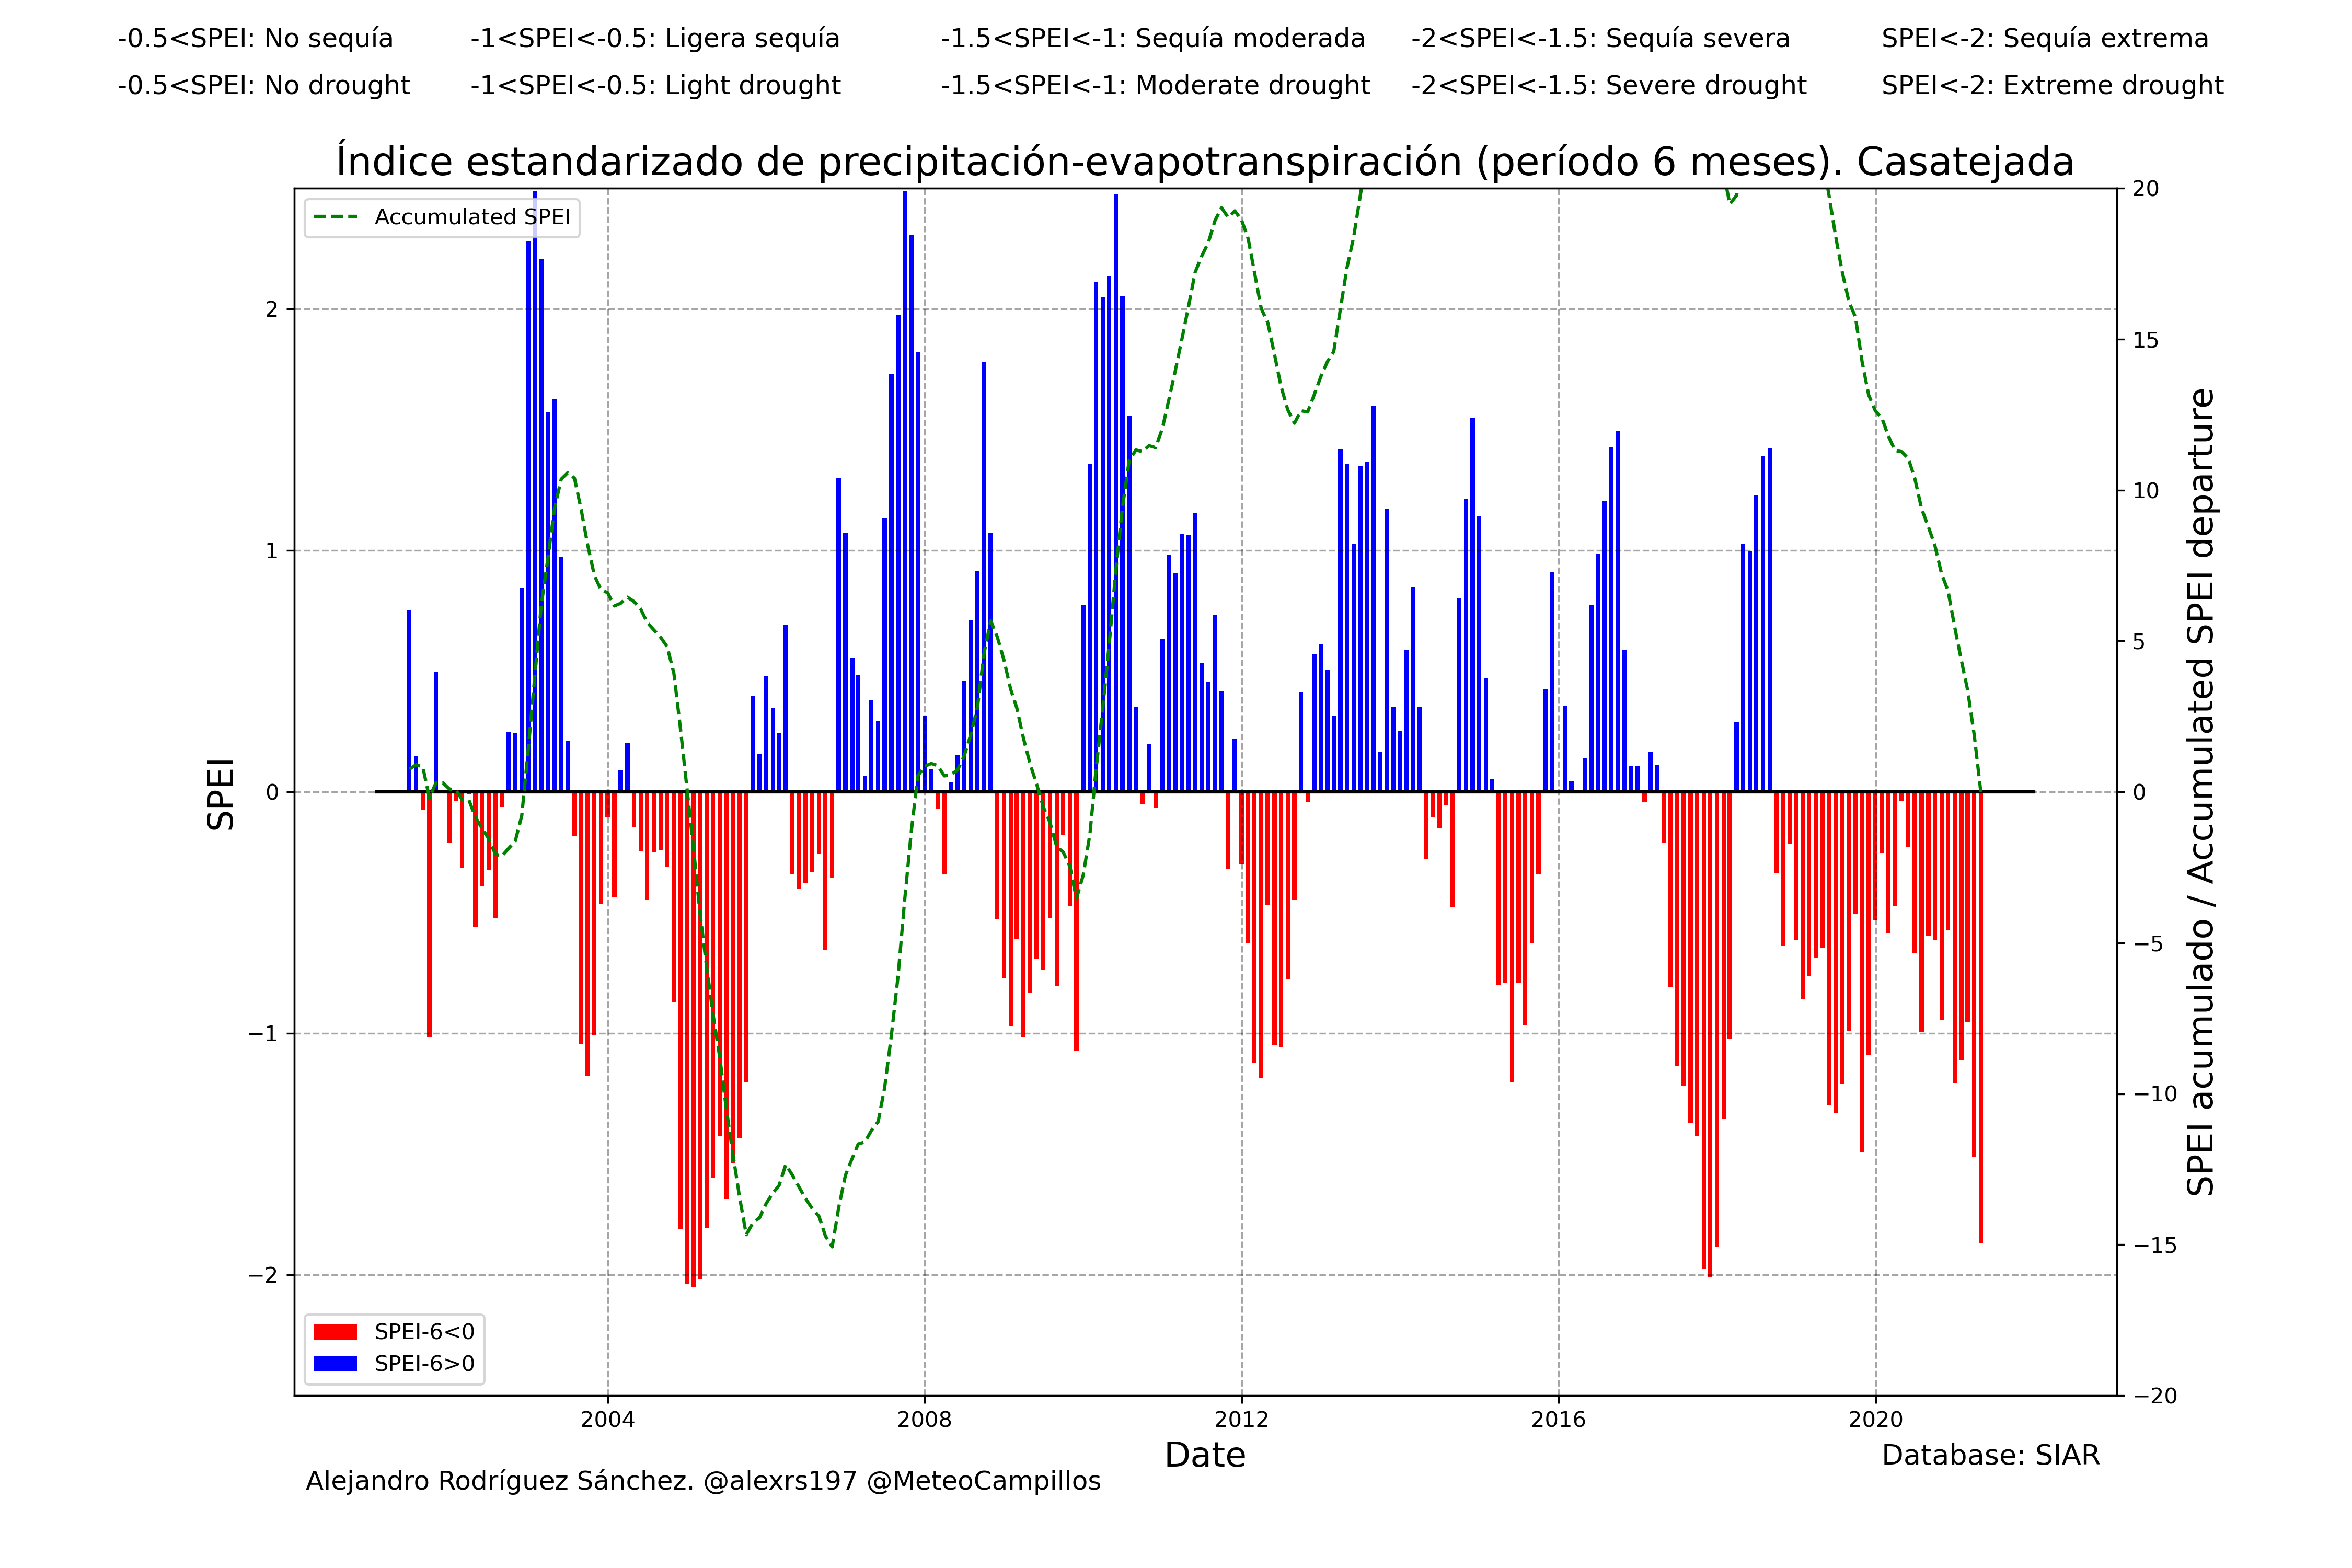 -0.5<SPEI: No sequía
-1<SPEI<-0.5: Ligera sequía
-1.5<SPEI<-1: Sequía moderada
-2<SPEI<-1.5: Sequía severa
SPEI<-2: Sequía extrema
-0.5<SPEI: No drought
-1<SPEI<-0.5: Light drought
-1.5<SPEI<-1: Moderate drought
-2<SPEI<-1.5: Severe drought
SPEI<-2: Extreme drought
Índice estandarizado de precipitación-evapotranspiración (período 6 meses). Casatejada
Accumulated SPEI
SPEI
2
1
0
−1
−2
20
15
10
5
0
−5
−10
−15
−20
SPEI acumulado / Accumulated SPEI departure
SPEI-6<0
SPEI-6>0
2004
2008
2012
2016
2020
Date
Database: SIAR
Alejandro Rodríguez Sánchez. @alexrs197 @MeteoCampillos